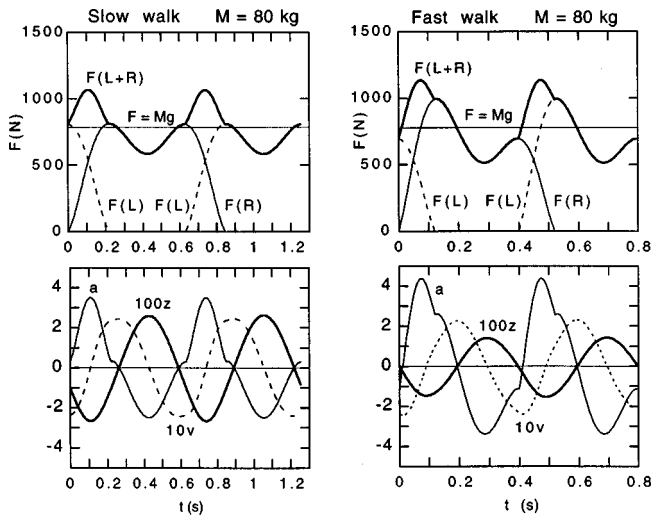 Slow walk M = 80 kg
1500
1000
500
0
F(N)
F(L+R)
F = Mg
F(L) F(L) F(R)
0 0.2 0.4 0.6 0.8 1 1.2
4
2
0
-2
-4
a
100z
10v
0 0.2 0.4 0.6 0.8 1 1.2
t (s)
Fast walk M = 80 kg
1500
1000
500
0
F(N)
F(L+R)
F = Mg
F(L) F(L) F(R)
0 0.2 0.4 0.6 0.8
4
2
0
-2
-4
a
100z
10v
0 0.2 0.4 0.6 0.8
t (s)